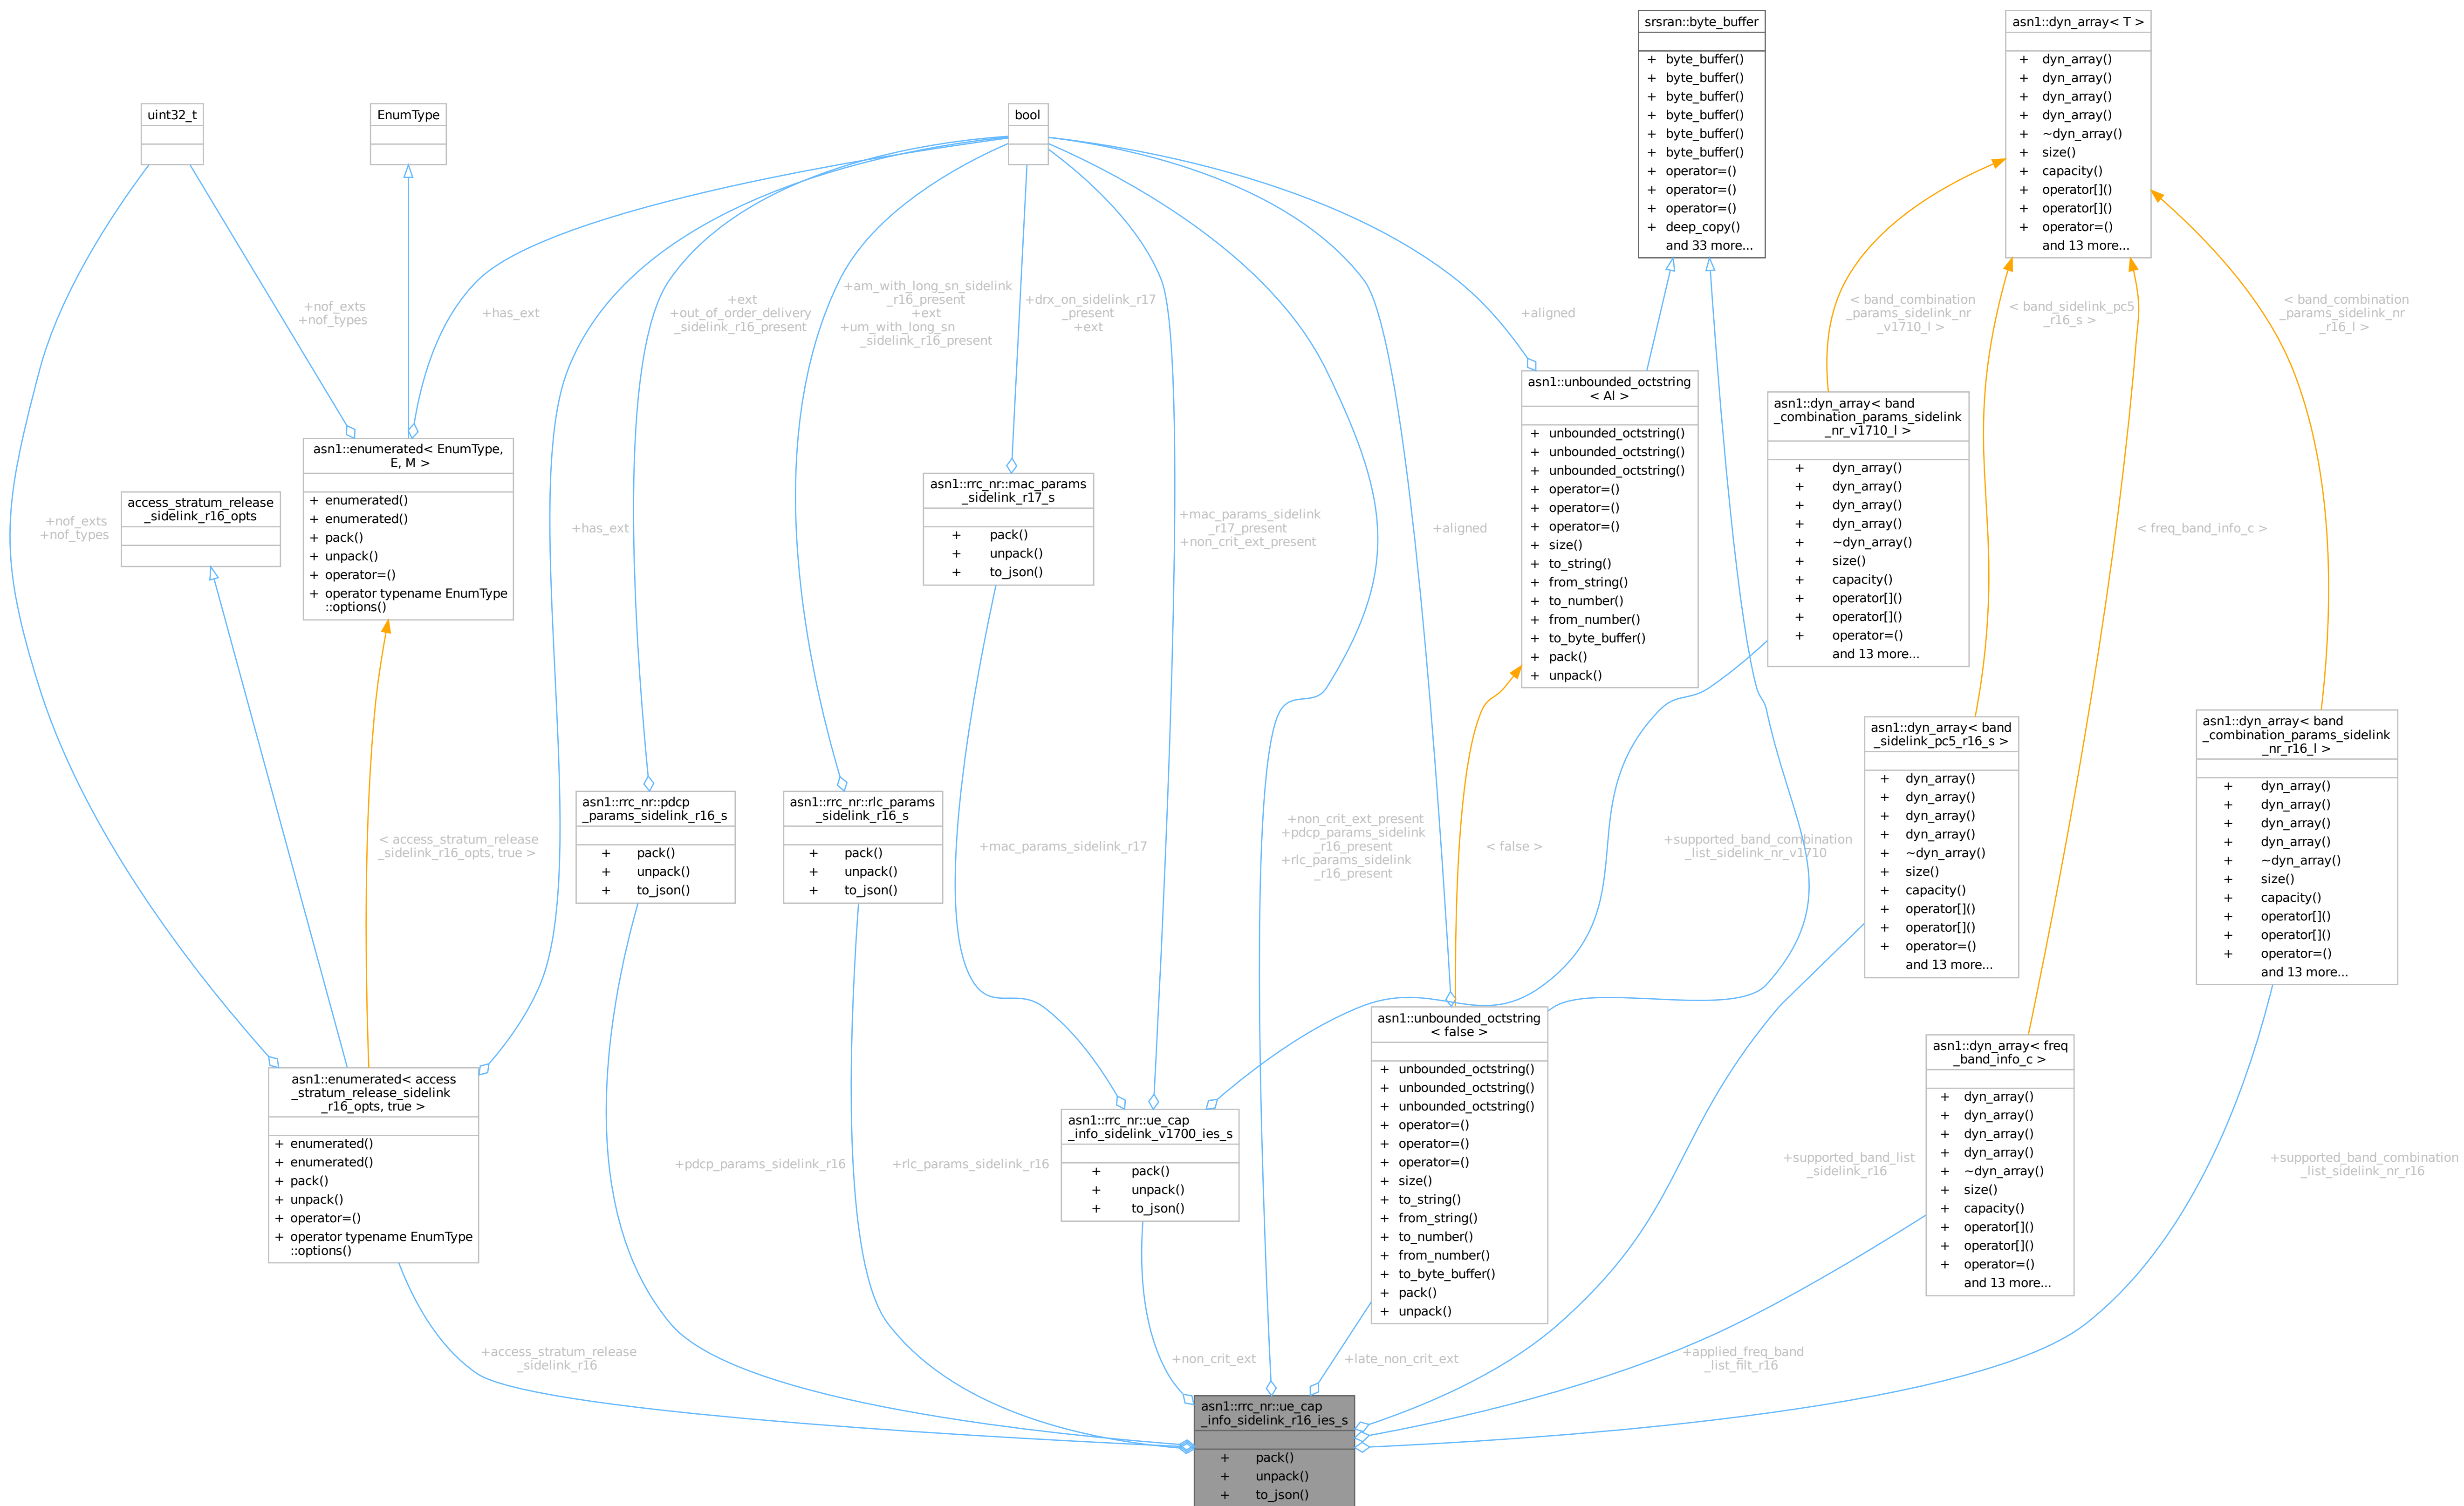 srsran::byte_buffer
+ byte_buffer()
+ byte_buffer()
+ byte_buffer()
+ byte_buffer()
+ byte_buffer()
+ byte_buffer()
+ operator=()
+ operator=()
+ operator=()
+ deep_copy()
and 33 more...
asn1::dyn_array< T >
+ dyn_array()
+ dyn_array()
+ dyn_array()
+ dyn_array()
+ ~dyn_array()
+ size()
+ capacity()
+ operator[]()
+ operator[]()
+ operator=()
and 13 more...
uint32_t
EnumType
bool
+nof_exts
+nof_types
+has_ext
+ext
+out_of_order_delivery
_sidelink_r16_present
+am_with_long_sn_sidelink
_r16_present
+ext
+um_with_long_sn
_sidelink_r16_present
+drx_on_sidelink_r17
_present
+ext
+aligned
< band_combination
_params_sidelink_nr
_v1710_l >
< band_sidelink_pc5
_r16_s >
< band_combination
_params_sidelink_nr
_r16_l >
asn1::unbounded_octstring
< Al >
+ unbounded_octstring()
+ unbounded_octstring()
+ unbounded_octstring()
+ operator=()
+ operator=()
+ operator=()
+ size()
+ to_string()
+ from_string()
+ to_number()
+ from_number()
+ to_byte_buffer()
+ pack()
+ unpack()
asn1::dyn_array< band
_combination_params_sidelink
_nr_v1710_l >
+ dyn_array()
+ dyn_array()
+ dyn_array()
+ dyn_array()
+ ~dyn_array()
+ size()
+ capacity()
+ operator[]()
+ operator[]()
+ operator=()
and 13 more...
asn1::enumerated< EnumType,
E, M >
+ enumerated()
+ enumerated()
+ pack()
+ unpack()
+ operator=()
+ operator typename EnumType
::options()
asn1::rrc_nr::mac_params
_sidelink_r17_s
+ pack()
+ unpack()
+ to_json()
access_stratum_release
_sidelink_r16_opts
+nof_exts
+nof_types
+has_ext
+mac_params_sidelink
_r17_present
+non_crit_ext_present
+aligned
< freq_band_info_c >
asn1::dyn_array< band
_sidelink_pc5_r16_s >
+ dyn_array()
+ dyn_array()
+ dyn_array()
+ dyn_array()
+ ~dyn_array()
+ size()
+ capacity()
+ operator[]()
+ operator[]()
+ operator=()
and 13 more...
asn1::dyn_array< band
_combination_params_sidelink
_nr_r16_l >
+ dyn_array()
+ dyn_array()
+ dyn_array()
+ dyn_array()
+ ~dyn_array()
+ size()
+ capacity()
+ operator[]()
+ operator[]()
+ operator=()
and 13 more...
asn1::rrc_nr::pdcp
_params_sidelink_r16_s
+ pack()
+ unpack()
+ to_json()
asn1::rrc_nr::rlc_params
_sidelink_r16_s
+ pack()
+ unpack()
+ to_json()
< access_stratum_release
_sidelink_r16_opts, true >
+mac_params_sidelink_r17
+non_crit_ext_present
+pdcp_params_sidelink
_r16_present
+rlc_params_sidelink
_r16_present
< false >
+supported_band_combination
_list_sidelink_nr_v1710
asn1::unbounded_octstring
< false >
+ unbounded_octstring()
+ unbounded_octstring()
+ unbounded_octstring()
+ operator=()
+ operator=()
+ operator=()
+ size()
+ to_string()
+ from_string()
+ to_number()
+ from_number()
+ to_byte_buffer()
+ pack()
+ unpack()
asn1::dyn_array< freq
_band_info_c >
+ dyn_array()
+ dyn_array()
+ dyn_array()
+ dyn_array()
+ ~dyn_array()
+ size()
+ capacity()
+ operator[]()
+ operator[]()
+ operator=()
and 13 more...
asn1::enumerated< access
_stratum_release_sidelink
_r16_opts, true >
+ enumerated()
+ enumerated()
+ pack()
+ unpack()
+ operator=()
+ operator typename EnumType
::options()
asn1::rrc_nr::ue_cap
_info_sidelink_v1700_ies_s
+ pack()
+ unpack()
+ to_json()
+pdcp_params_sidelink_r16
+rlc_params_sidelink_r16
+supported_band_list
_sidelink_r16
+supported_band_combination
_list_sidelink_nr_r16
+access_stratum_release
_sidelink_r16
+non_crit_ext
+late_non_crit_ext
+applied_freq_band
_list_filt_r16
asn1::rrc_nr::ue_cap
_info_sidelink_r16_ies_s
+ pack()
+ unpack()
+ to_json()